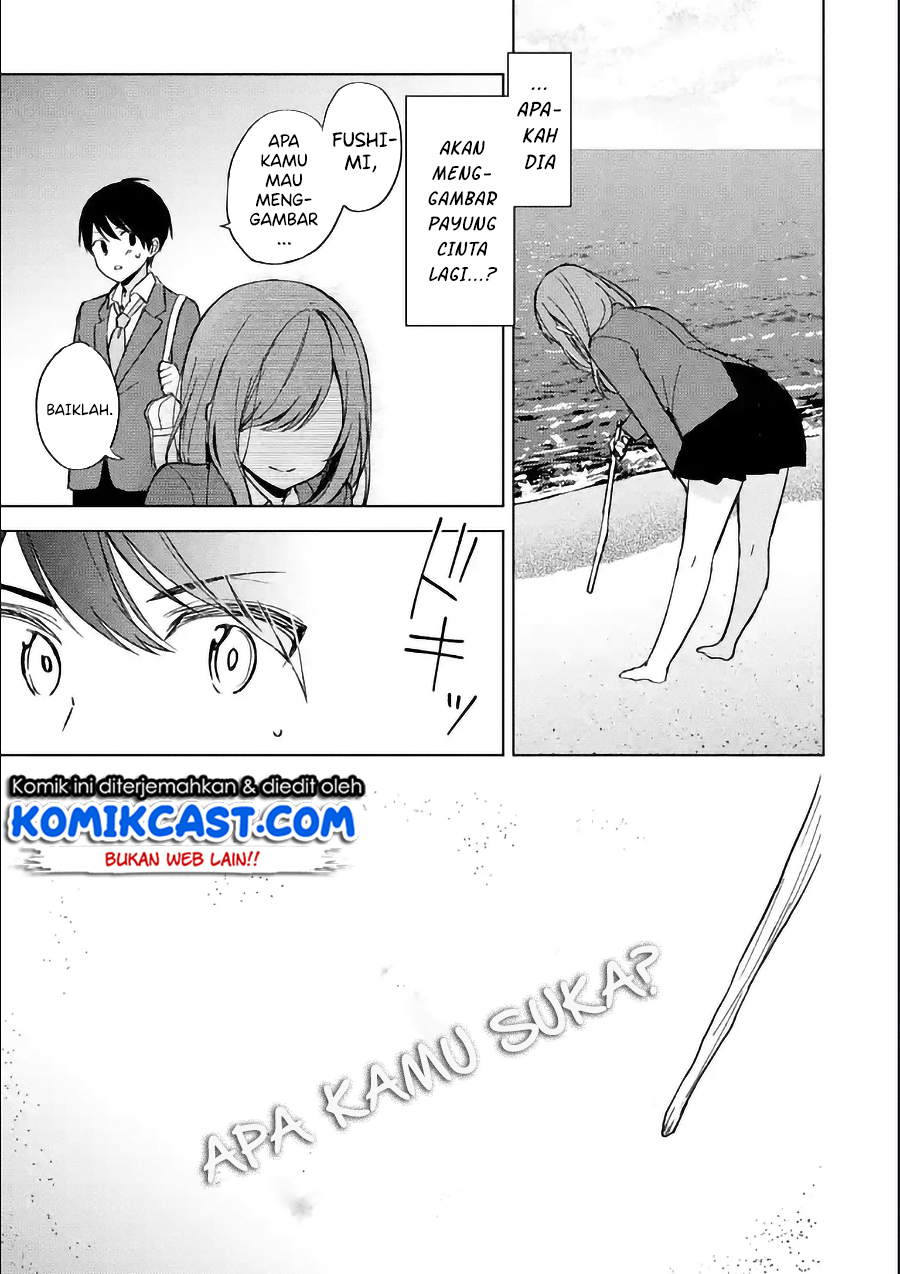 ...
APA-
KAH
DIA
AKAN
MENG-
GAMBAR
PAYUNG
CINTA
LAGI...?
FUSHI-
MI,
APA
KAMU
MAU
MENG-
GAMBAR
...
BAIKLAH.
ドキッ
Komik ini diterjemahkan & diedit oleh
KOMIKCAST.COM
BUKAN WEB LAIN!!
APA KAMU SUKA?